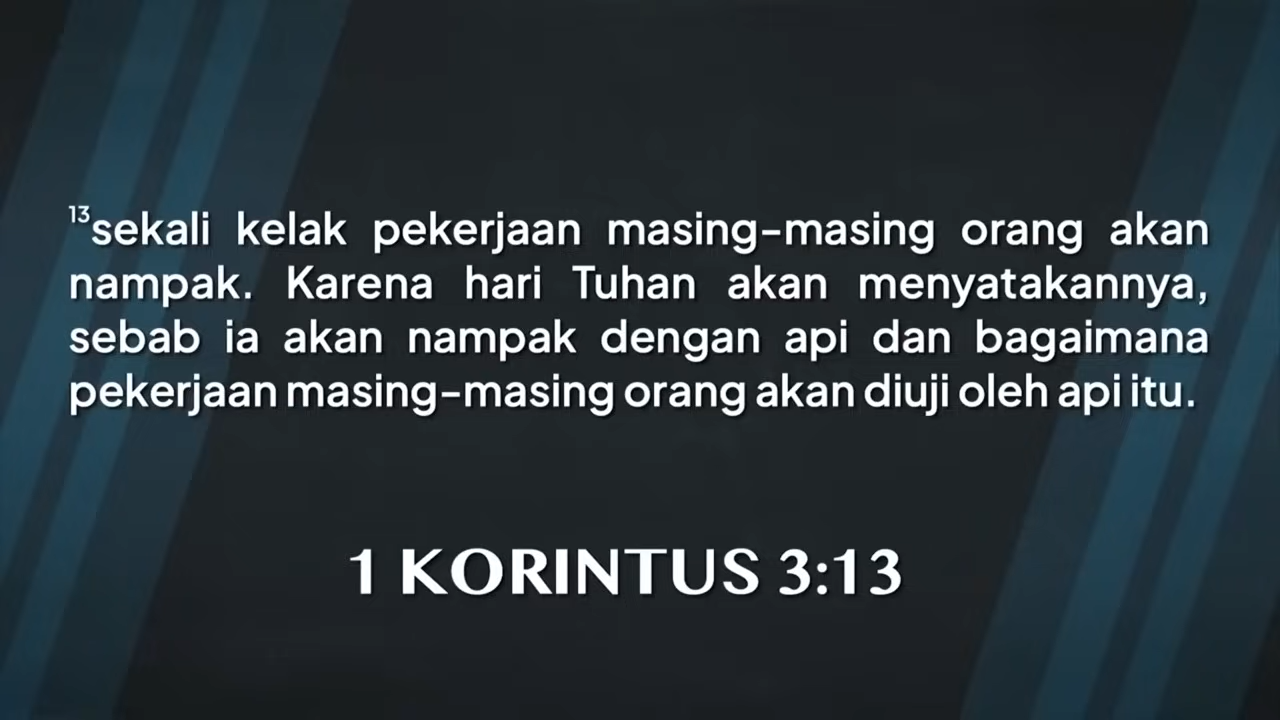 13sekali kelak pekerjaan masing-masing orang akan
nampak. Karena hari Tuhan akan menyatakannya,
sebab ia akan nampak dengan api dan bagaimana
pekerjaan masing-masing orang akan diuji oleh api itu.
1 KORINTUS 3:13